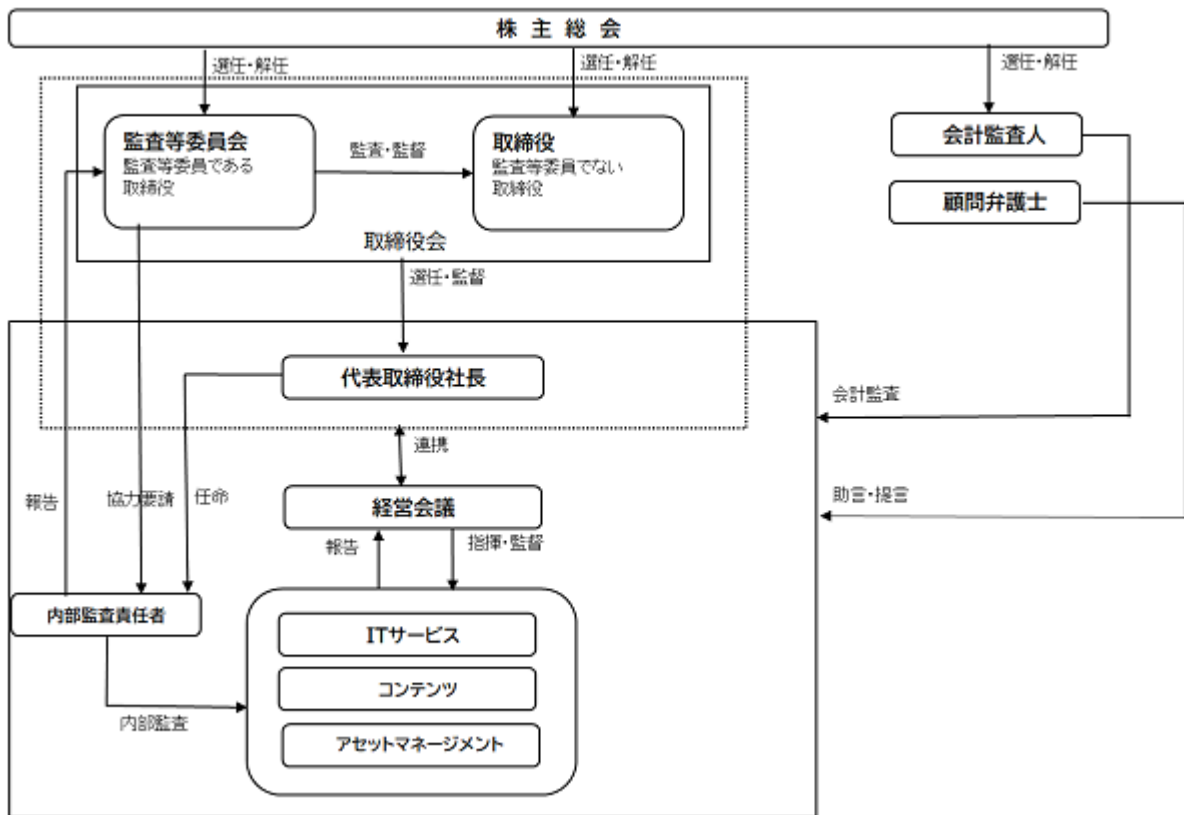 株 主 総 会
選任・解任
選任・解任
選任・解任
監査等委員会
監査等委員である
取締役
監査・監督
取締役
監査等委員でない
取締役
会計監査人
顧問弁護士
取締役会
選任・監督
代表取締役社長
会計監査
連携
報告
協力要請
任命
経営会議
助言・提言
報告
指揮・監督
内部監査責任者
ITサービス
コンテンツ
内部監査
アセットマネージメント